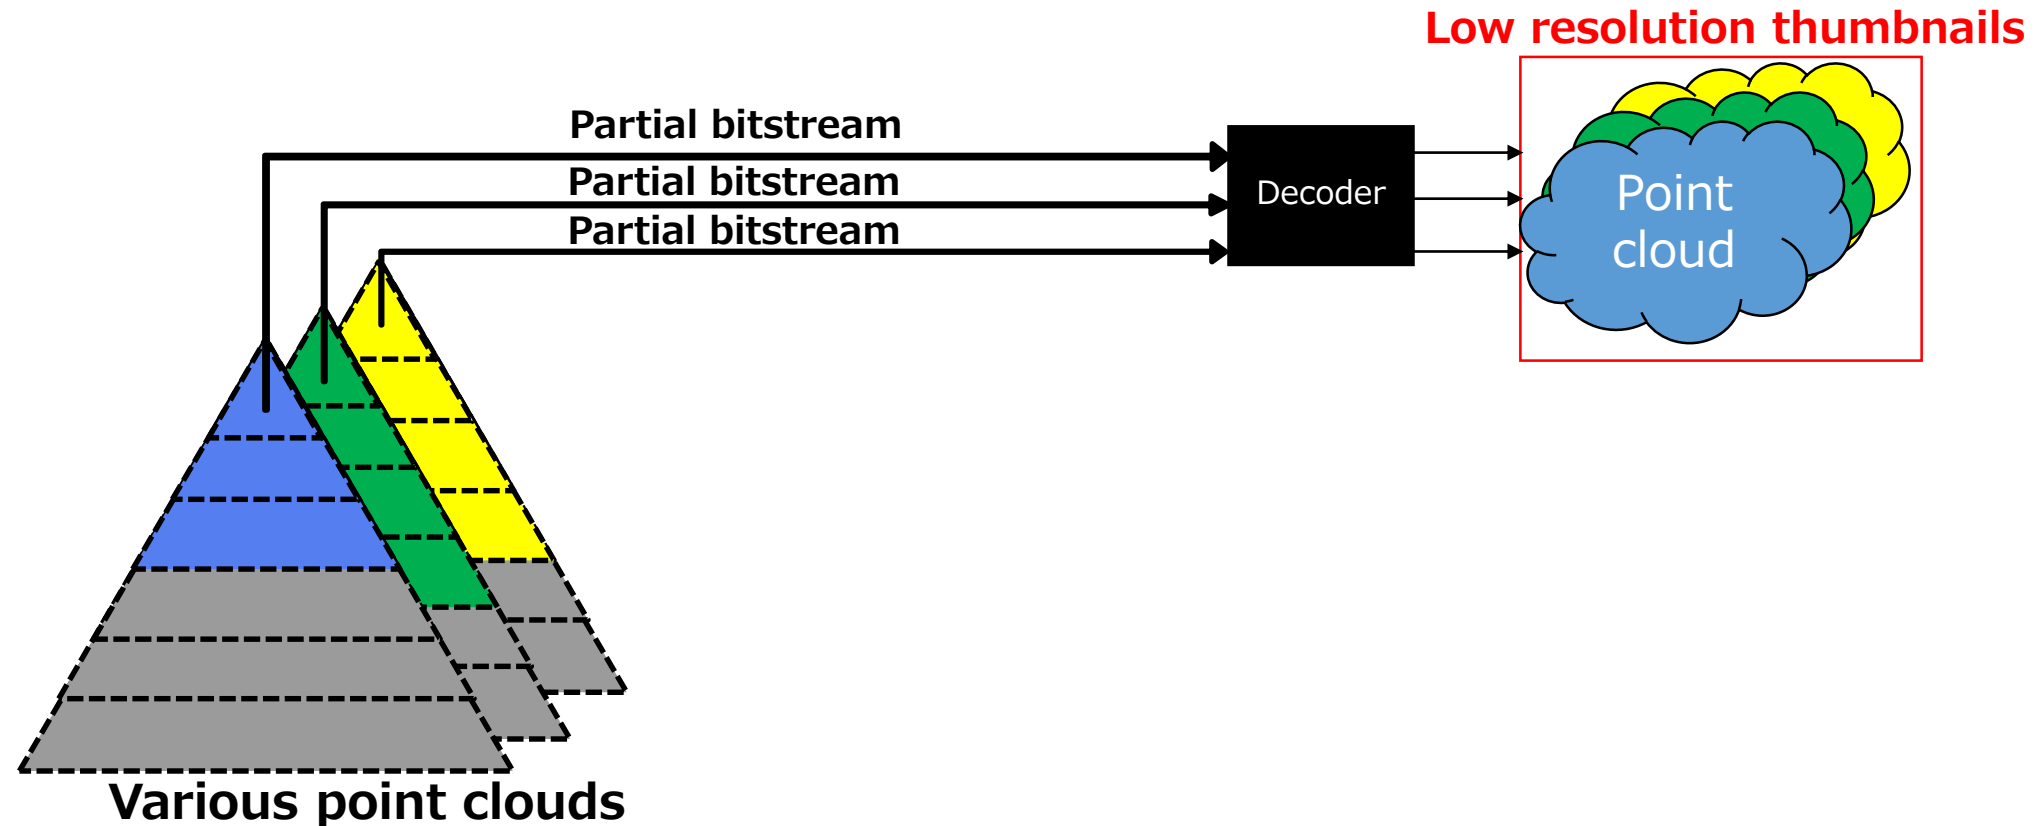 Low resolution thumbnails
Partial bitstream
Partial bitstream
Partial bitstream
Decoder
Point
cloud
Various point clouds